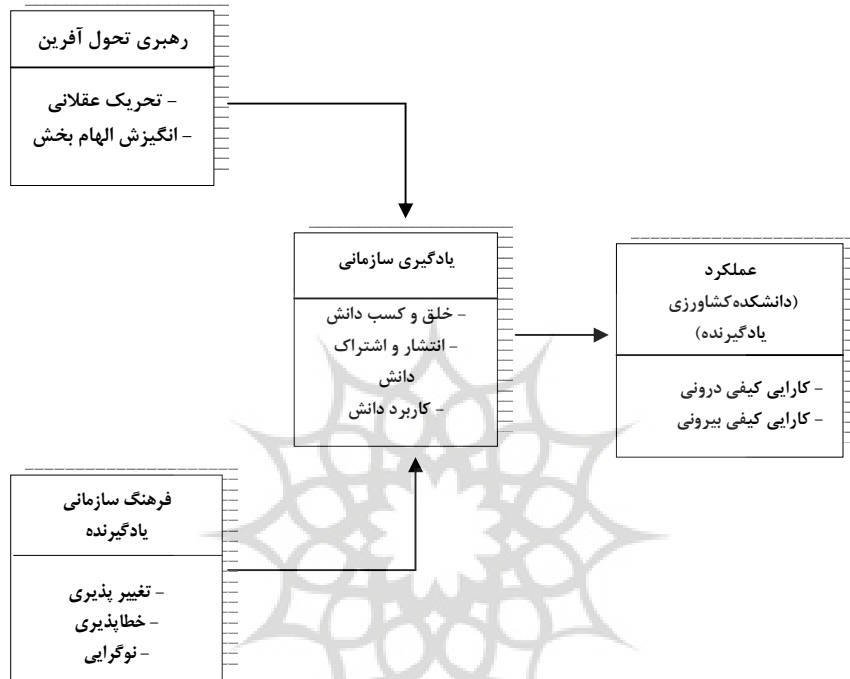 رهبری تحول آفرین
- تحریک عقلانی
- انگیزش الهام بخش
یادگیری سازمانی
- خلق و کسب دانش
- انتشار و اشتراک
دانش
- کاربرد دانش
عملکرد
(دانشکده‌کشاورزی
یادگیرنده)
- کارایی کیفی درونی
- کارایی کیفی بیرونی
فرهنگ سازمانی
یادگیرنده
- تغییر پذیری
- خطاپذیری
- نوگرایی